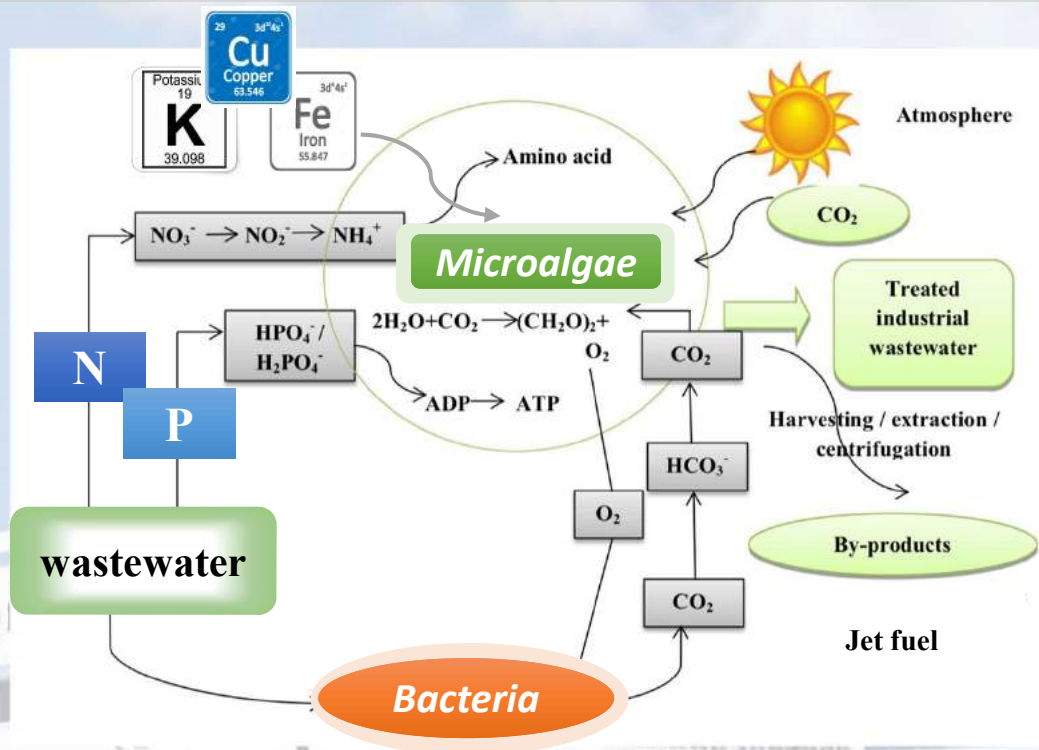 29 3d¹⁰4s¹
Cu
Copper
63.546
Potassiu
19
K
39.098
3d⁶4s²
Fe
Iron
55.847
Atmosphere
Amino acid
CO₂
NO₃⁻ → NO₂⁻ → NH₄⁺
Microalgae
Treated
industrial
wastewater
HPO₄⁻/
H₂PO₄⁻
2H₂O+CO₂ → (CH₂O)₂+
O₂
CO₂
N
P
ADP → ATP
Harvesting / extraction /
centrifugation
HCO₃⁻
O₂
By-products
wastewater
CO₂
Jet fuel
Bacteria